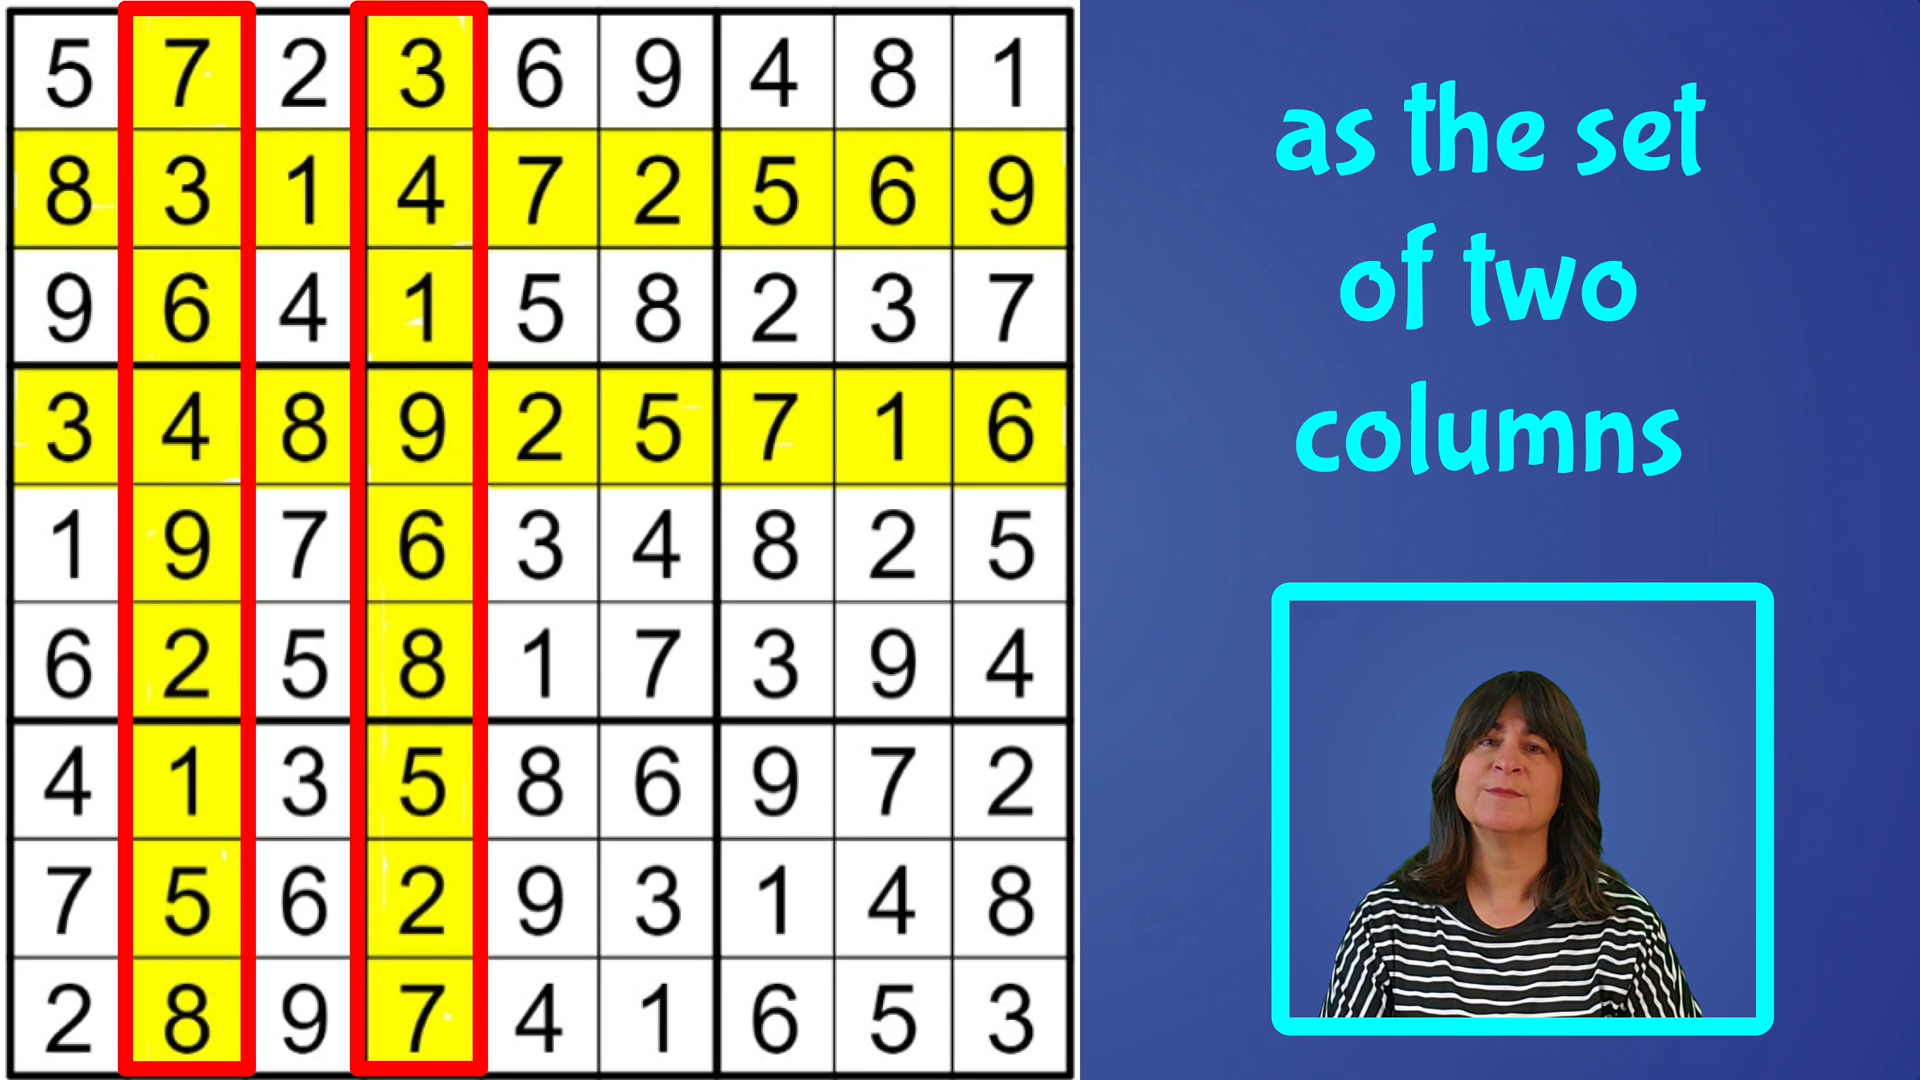 5 7 2 3 6 9 4 8 1
8 3 1 4 7 2 5 6 9
9 6 4 1 5 8 2 3 7
3 4 8 9 2 5 7 1 6
1 9 7 6 3 4 8 2 5
6 2 5 8 1 7 3 9 4
4 1 3 5 8 6 9 7 2
7 5 6 2 9 3 1 4 8
2 8 9 7 4 1 6 5 3
as the set
of two
columns